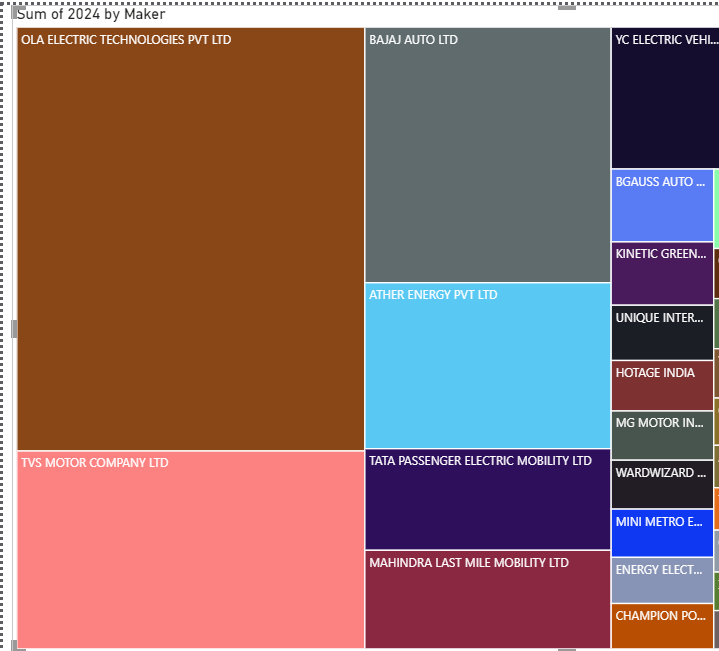 Sum of 2024 by Maker
OLA ELECTRIC TECHNOLOGIES PVT LTD
TVS MOTOR COMPANY LTD
BAJAJ AUTO LTD
ATHER ENERGY PVT LTD
TATA PASSENGER ELECTRIC MOBILITY LTD
MAHINDRA LAST MILE MOBILITY LTD
YC ELECTRIC VEHI...
BGAUSS AUTO ...
KINETIC GREEN...
UNIQUE INTER...
HOTAGE INDIA
MG MOTOR IN...
WARDWIZARD ...
MINI METRO E...
ENERGY ELECT...
CHAMPION PO...